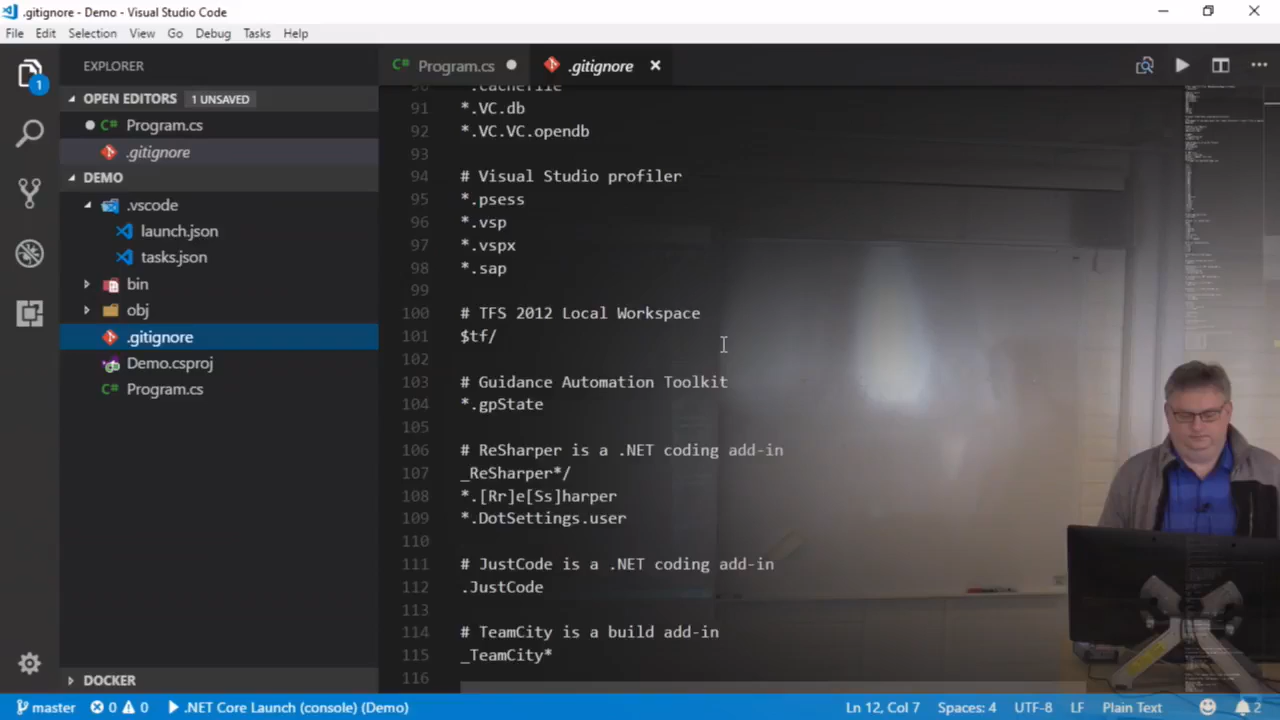 .gitignore - Demo - Visual Studio Code
File Edit Selection View Go Debug Tasks Help
EXPLORER
Program.cs
.gitignore
OPEN EDITORS 1 UNSAVED
Program.cs
.gitignore
DEMO
.vscode
launch.json
tasks.json
bin
obj
.gitignore
Demo.csproj
Program.cs
DOCKER
1
90 *.cachefile
91 *.VC.db
92 *.VC.VC.opendb
93
94 # Visual Studio profiler
95 *.psess
96 *.vsp
97 *.vspx
98 *.sap
99
100 # TFS 2012 Local Workspace
101 $tf/
102
103 # Guidance Automation Toolkit
104 *.gpState
105
106 # ReSharper is a .NET coding add-in
107 _ReSharper*/
108 *.[Rr]e[Ss]harper
109 *.DotSettings.user
110
111 # JustCode is a .NET coding add-in
112 .JustCode
113
114 # TeamCity is a build add-in
115 _TeamCity*
116
master 0 0 .NET Core Launch (console) (Demo) Ln 12, Col 7 Spaces: 4 UTF-8 LF Plain Text 2